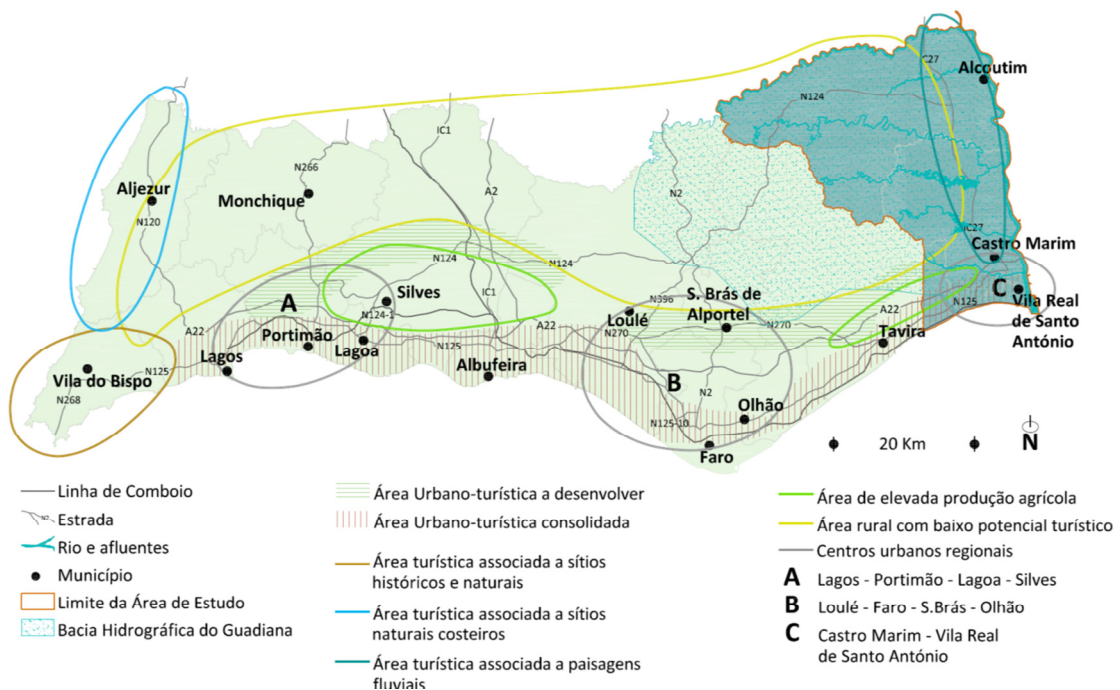 Alcoutim
IC27
N124
IC1
A2
N2
N266
Aljezur
N120
Monchique
IC27
Castro Marim
N124
N124
Silves
A
IC1
N124-1
N396
S. Brás de
Alportel
A22
N125
C
Vila Real
de Santo
António
A22
Portimão
Lagoa
N125
A22
Loulé
N270
N270
Tavira
Lagos
Albufeira
B
Vila do Bispo
N125
N268
N2
Olhão
N125-10
Faro
20 Km
N
Linha de Comboio
N2
Estrada
Rio e afluentes
Município
Limite da Área de Estudo
Bacia Hidrográfica do Guadiana
Área Urbano-turística a desenvolver
Área Urbano-turística consolidada
Área turística associada a sítios
históricos e naturais
Área turística associada a sítios
naturais costeiros
Área turística associada a paisagens
fluviais
Área de elevada produção agrícola
Área rural com baixo potencial turístico
Centros urbanos regionais
A Lagos - Portimão - Lagoa - Silves
B Loulé - Faro - S.Brás - Olhão
C Castro Marim - Vila Real
de Santo António